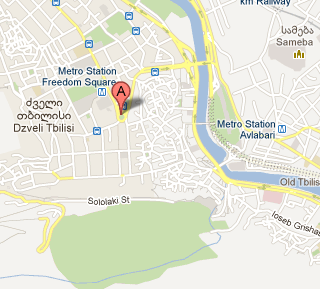 km Railway
სამება
Sameba
Metro Station
Freedom Square
M
A
ძველი
თბილისი
Dzveli Tbilisi
Metro Station
Avlabari
M
Old Tbilis
Sololaki St
Ioseb Grishas